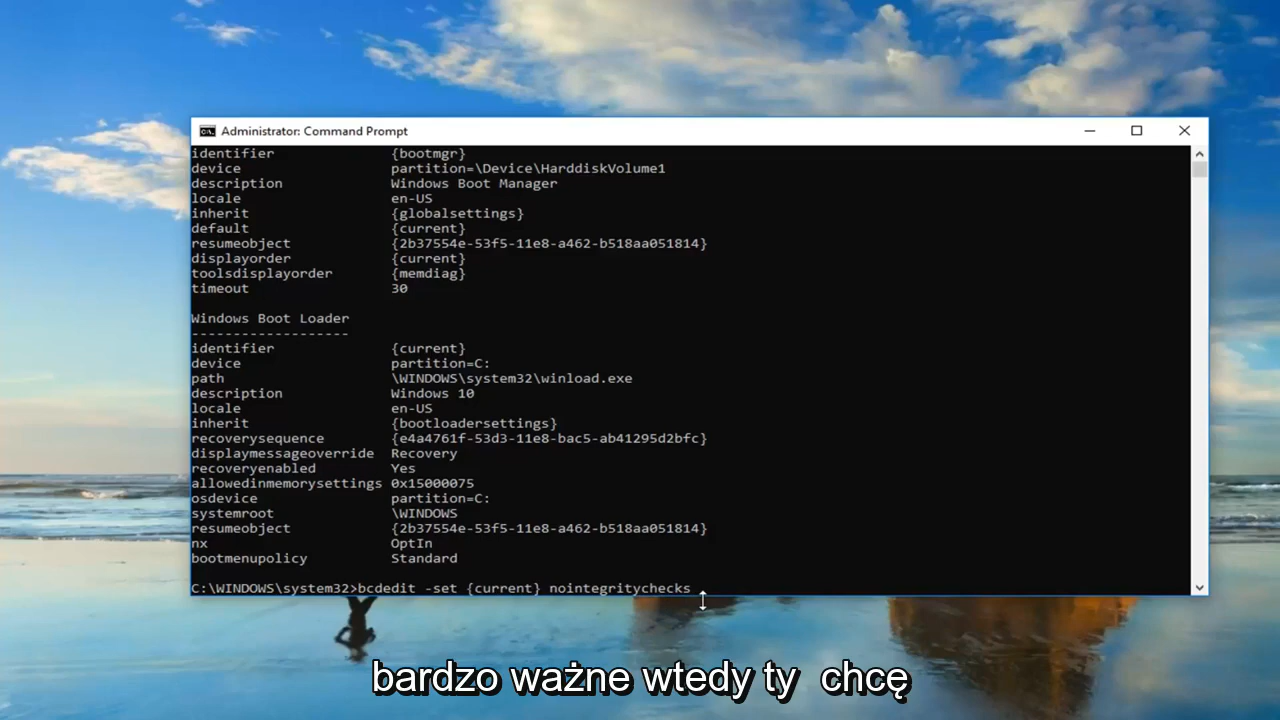 Administrator: Command Prompt
identifier {bootmgr}
device partition=\Device\HarddiskVolume1
description Windows Boot Manager
locale en-US
inherit {globalsettings}
default {current}
resumeobject {2b37554e-53f5-11e8-a462-b518aa051814}
displayorder {current}
toolsdisplayorder {memdiag}
timeout 30
Windows Boot Loader
-------------------
identifier {current}
device partition=C:
path \WINDOWS\system32\winload.exe
description Windows 10
locale en-US
inherit {bootloadersettings}
recoverysequence {e4a4761f-53d3-11e8-bac5-ab41295d2bfc}
displaymessageoverride Recovery
recoveryenabled Yes
allowedinmemorysettings 0x15000075
osdevice partition=C:
systemroot \WINDOWS
resumeobject {2b37554e-53f5-11e8-a462-b518aa051814}
nx OptIn
bootmenupolicy Standard
C:\WINDOWS\system32>bcdedit -set {current} nointegritychecks
bardzo ważne wtedy ty chcę